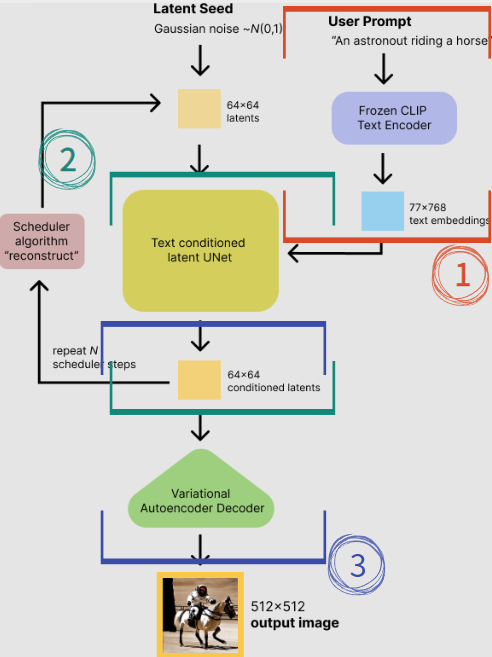 Latent Seed
Gaussian noise ~N(0,1)
User Prompt
“An astronout riding a horse”
64×64
latents
Frozen CLIP
Text Encoder
2
77×768
text embeddings
Scheduler
algorithm
“reconstruct”
Text conditioned
latent UNet
1
repeat N
scheduler steps
64×64
conditioned latents
Variational
Autoencoder Decoder
3
512×512
output image